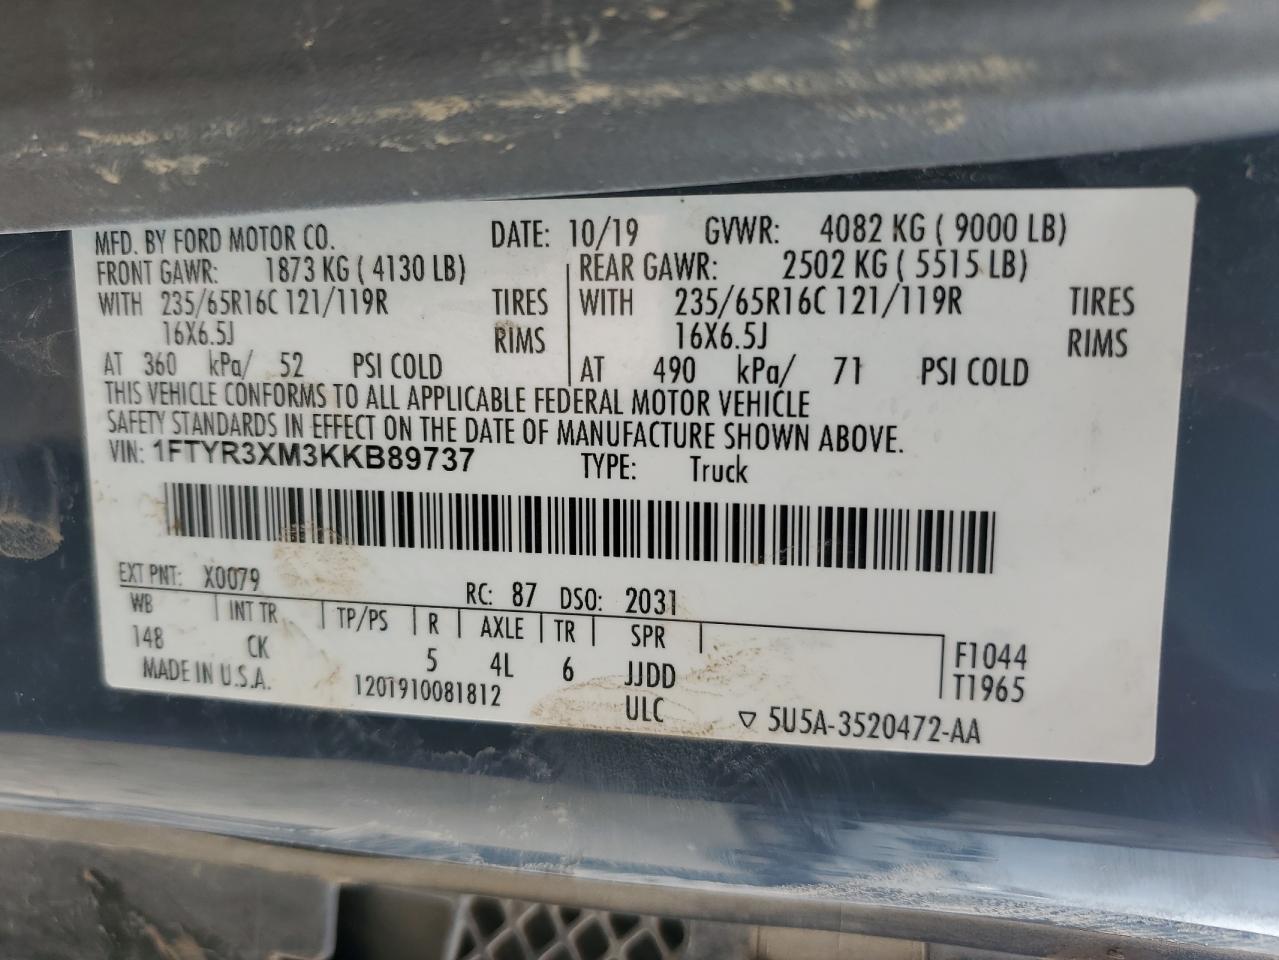 MFD. BY FORD MOTOR CO. DATE: 10/19 GVWR: 4082 KG ( 9000 LB)
FRONT GAWR: 1873 KG ( 4130 LB) REAR GAWR: 2502 KG ( 5515 LB)
WITH 235/65R16C 121/119R TIRES WITH 235/65R16C 121/119R TIRES
16X6.5J RIMS 16X6.5J RIMS
AT 360 kPa/ 52 PSI COLD AT 490 kPa/ 71 PSI COLD
THIS VEHICLE CONFORMS TO ALL APPLICABLE FEDERAL MOTOR VEHICLE
SAFETY STANDARDS IN EFFECT ON THE DATE OF MANUFACTURE SHOWN ABOVE.
VIN: 1FTYR3XM3KKB89737 TYPE: Truck
EXT PNT: X0079 RC: 87 DSO: 2031
WB INT TR TP/PS R AXLE TR SPR
148 CK 5 4L 6 JJDD F1044
MADE IN U.S.A. 1201910081812 ULC T1965
▽ 5U5A-3520472-AA